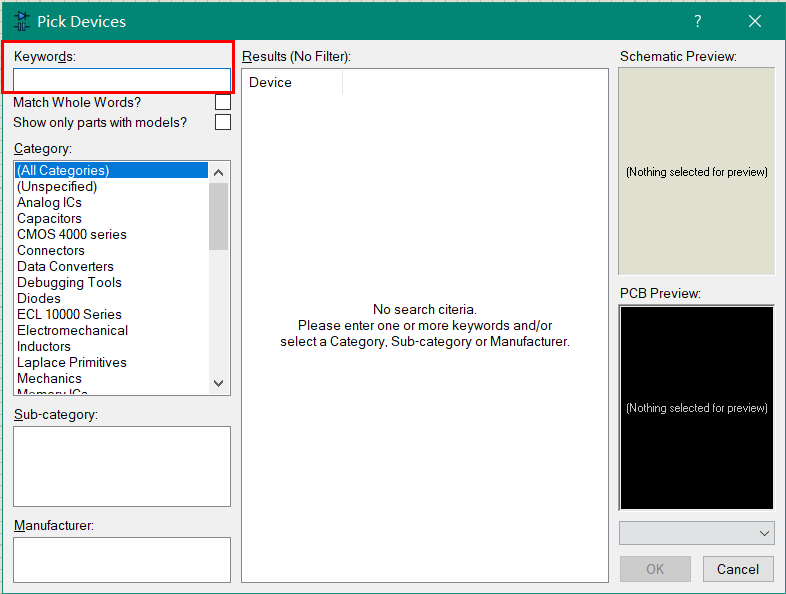 Pick Devices
?
Keywords:
Match Whole Words?
Show only parts with models?
Category:
(All Categories)
(Unspecified)
Analog ICs
Capacitors
CMOS 4000 series
Connectors
Data Converters
Debugging Tools
Diodes
ECL 10000 Series
Electromechanical
Inductors
Laplace Primitives
Mechanics
Memory ICs
Sub-category:
Manufacturer:
Results (No Filter):
Device
No search citeria.
Please enter one or more keywords and/or
select a Category, Sub-category or Manufacturer.
Schematic Preview:
(Nothing selected for preview)
PCB Preview:
(Nothing selected for preview)
OK
Cancel